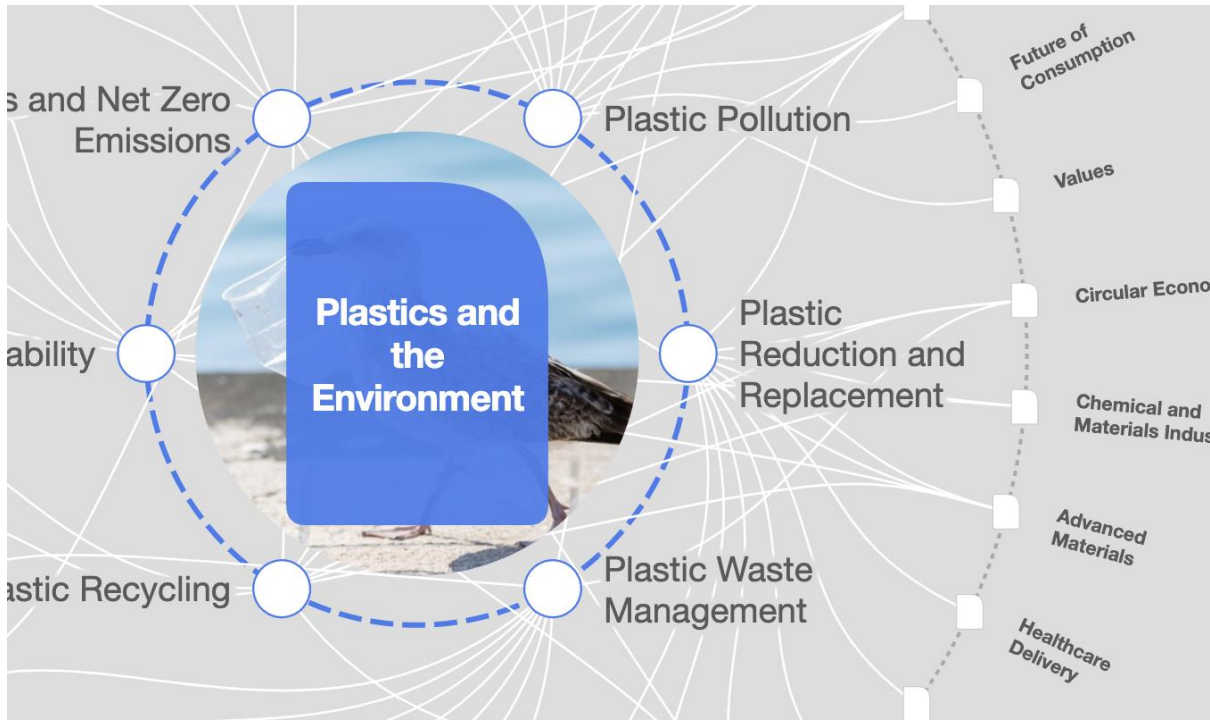 s and Net Zero
Emissions
Plastic Pollution
ability
Plastics and
the
Environment
Plastic
Reduction and
Replacement
astic Recycling
Plastic Waste
Management
Future of
Consumption
Values
Circular Econo
Chemical and
Materials Indus
Advanced
Materials
Healthcare
Delivery